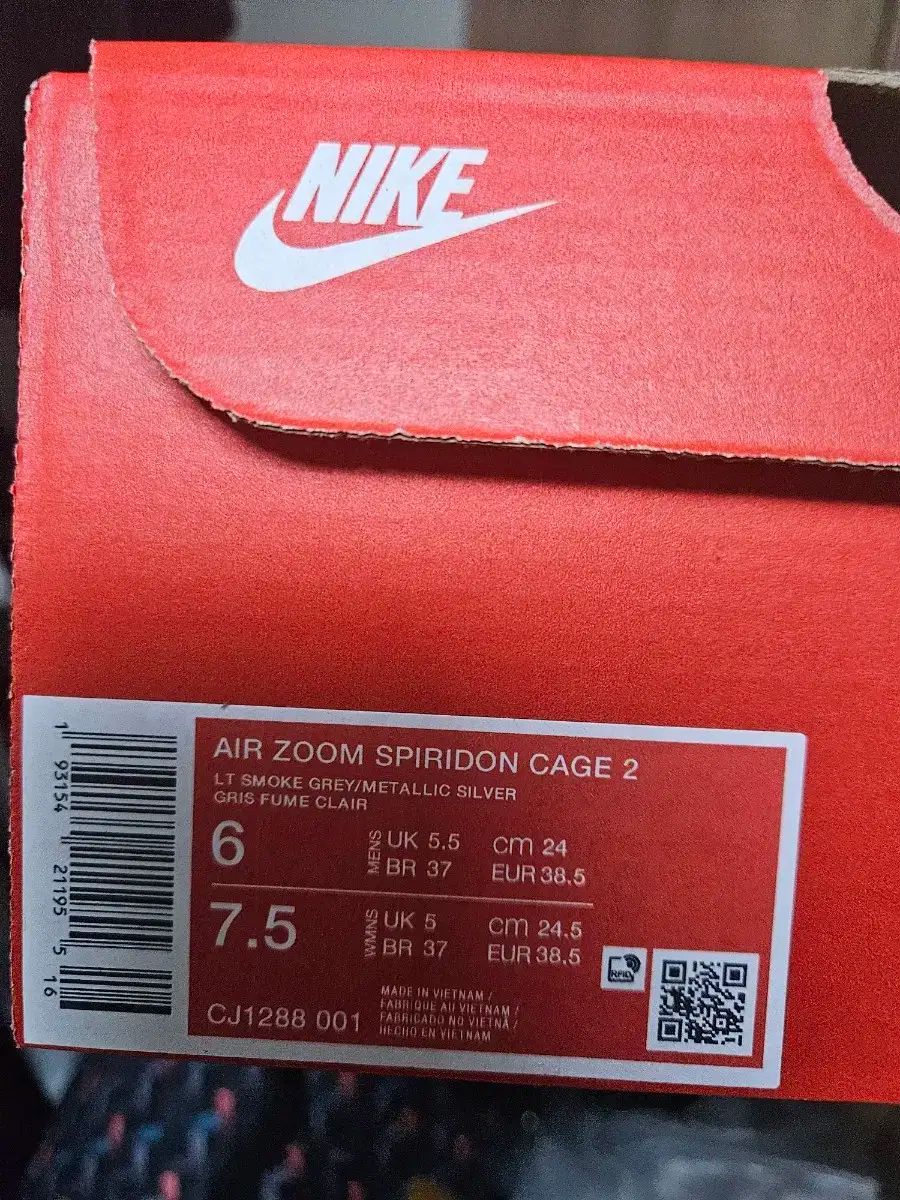 NIKE
AIR ZOOM SPIRIDON CAGE 2
LT SMOKE GREY/METALLIC SILVER
GRIS FUME CLAIR
6 MENS UK 5.5 cm 24
BR 37 EUR 38.5
7.5 WMNS UK 5 cm 24.5
BR 37 EUR 38.5
RFID
CJ1288 001
MADE IN VIETNAM /
FABRIQUE AU VIETNAM /
FABRICADO NO VIETNA /
HECHO EN VIETNAM
1 93154 21195 5 16